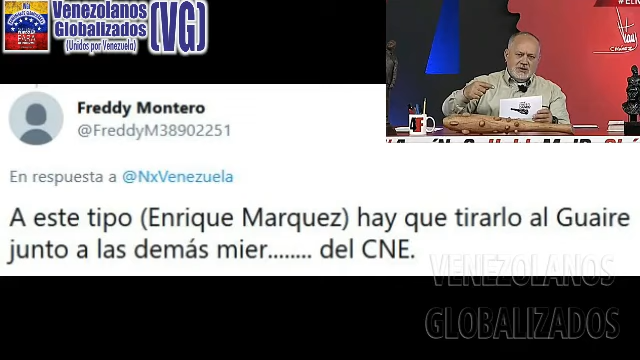 Venezolanos
Globalizados
(Unidos por Venezuela)
(VG)
Freddy Montero
@FreddyM38902251
En respuesta a @NxVenezuela
A este tipo (Enrique Marquez) hay que tirarlo al Guaire
junto a las demás mier........ del CNE.
VENEZOLANOS
GLOBALIZADOS